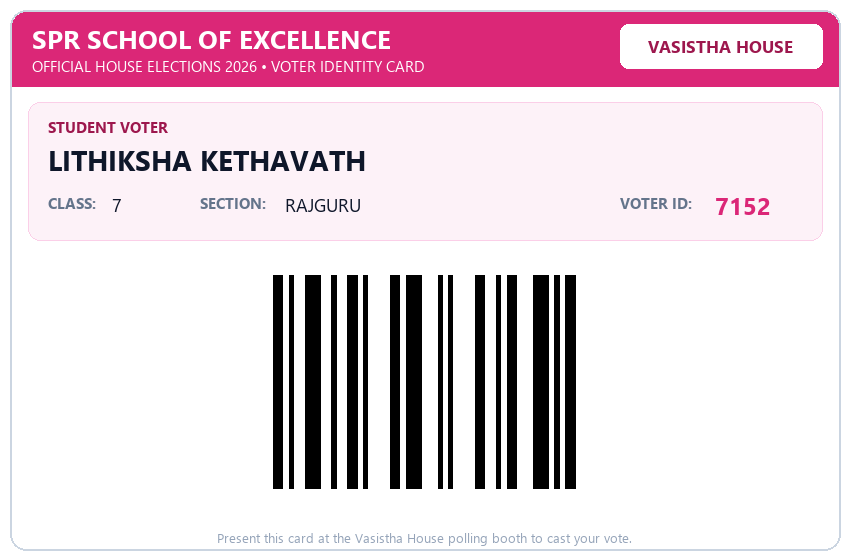 SPR SCHOOL OF EXCELLENCE
OFFICIAL HOUSE ELECTIONS 2026 • VOTER IDENTITY CARD
VASISTHA HOUSE
STUDENT VOTER
LITHIKSHA KETHAVATH
CLASS: 7 SECTION: RAJGURU VOTER ID: 7152
Present this card at the Vasistha House polling booth to cast your vote.